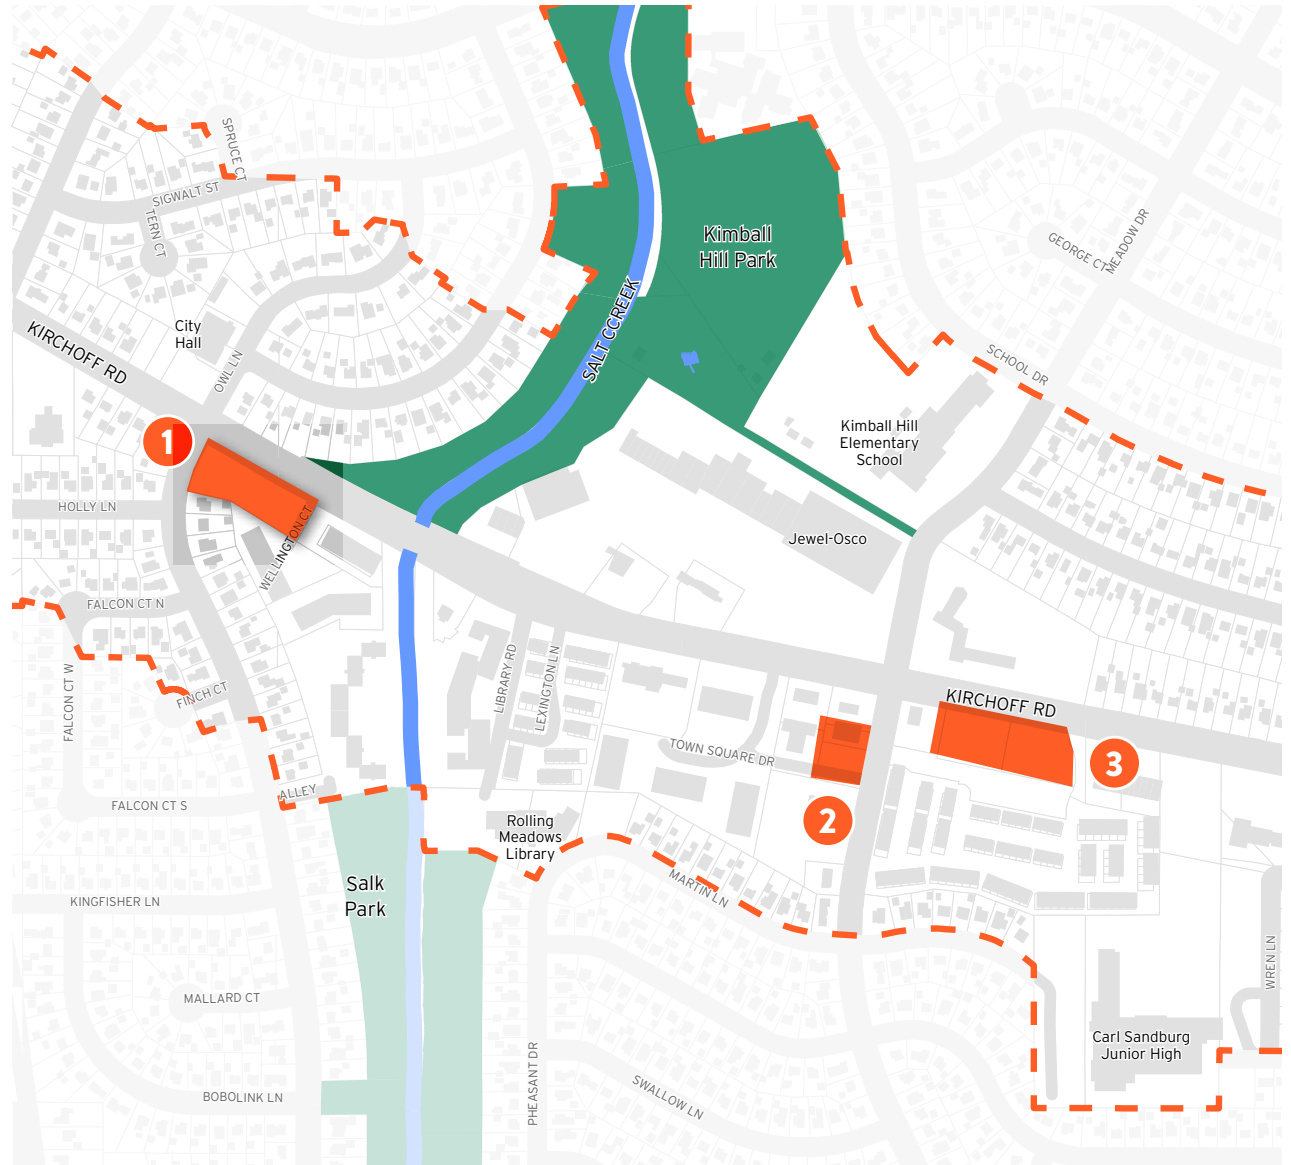 SPRUCE CT
SIGWALT ST
TERN CT
Kimball
Hill Park
GEORGE CT
MEADOW DR
City
Hall
KIRCHOFF RD
OWL LN
SALT CCREEK
SCHOOL DR
1
Kimball Hill
Elementary
School
HOLLY LN
WELLINGTON CT
Jewel-Osco
FALCON CT N
FALCON CT W
FINCH CT
LIBRARY RD
LEXINGTON LN
KIRCHOFF RD
TOWN SQUARE DR
3
ALLEY
FALCON CT S
2
Rolling
Meadows
Library
Salk
Park
MARTIN LN
KINGFISHER LN
WREN LN
MALLARD CT
Carl Sandburg
Junior High
BOBOLINK LN
PHEASANT DR
SWALLOW LN